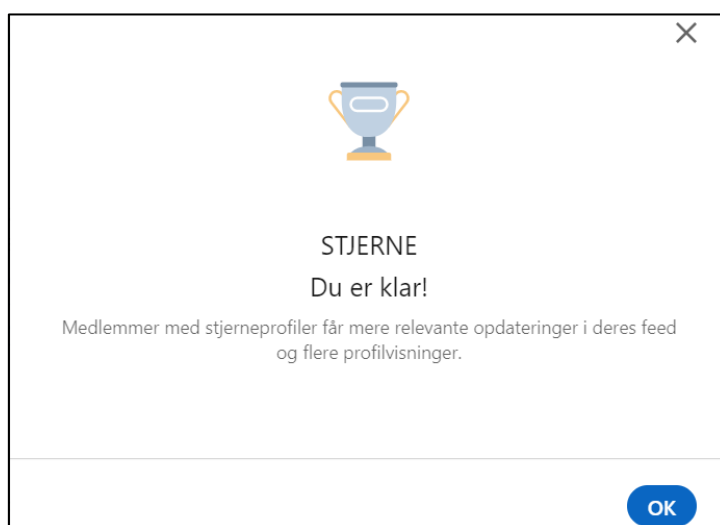 STJERNE
Du er klar!
Medlemmer med stjerneprofiler får mere relevante opdateringer i deres feed
og flere profilvisninger.
OK